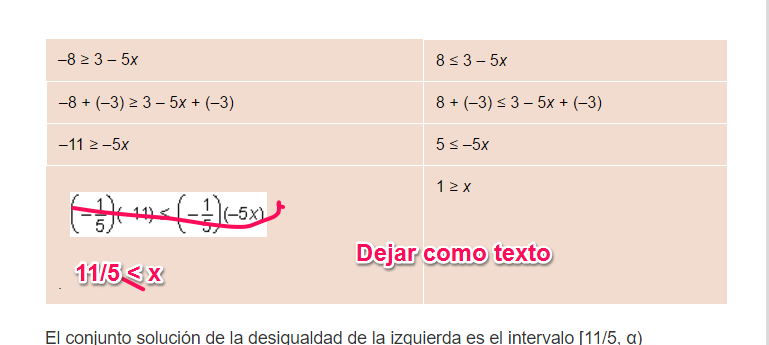 –8 ≥ 3 – 5x
8 ≤ 3 – 5x
–8 + (–3) ≥ 3 – 5x + (–3)
8 + (–3) ≤ 3 – 5x + (–3)
–11 ≥ –5x
5 ≤ –5x
(–1/5)(–11) ≤ (–1/5)(–5x)
1 ≥ x
Dejar como texto
11/5 < x
.
El conjunto solución de la desigualdad de la izquierda es el intervalo [11/5, α)